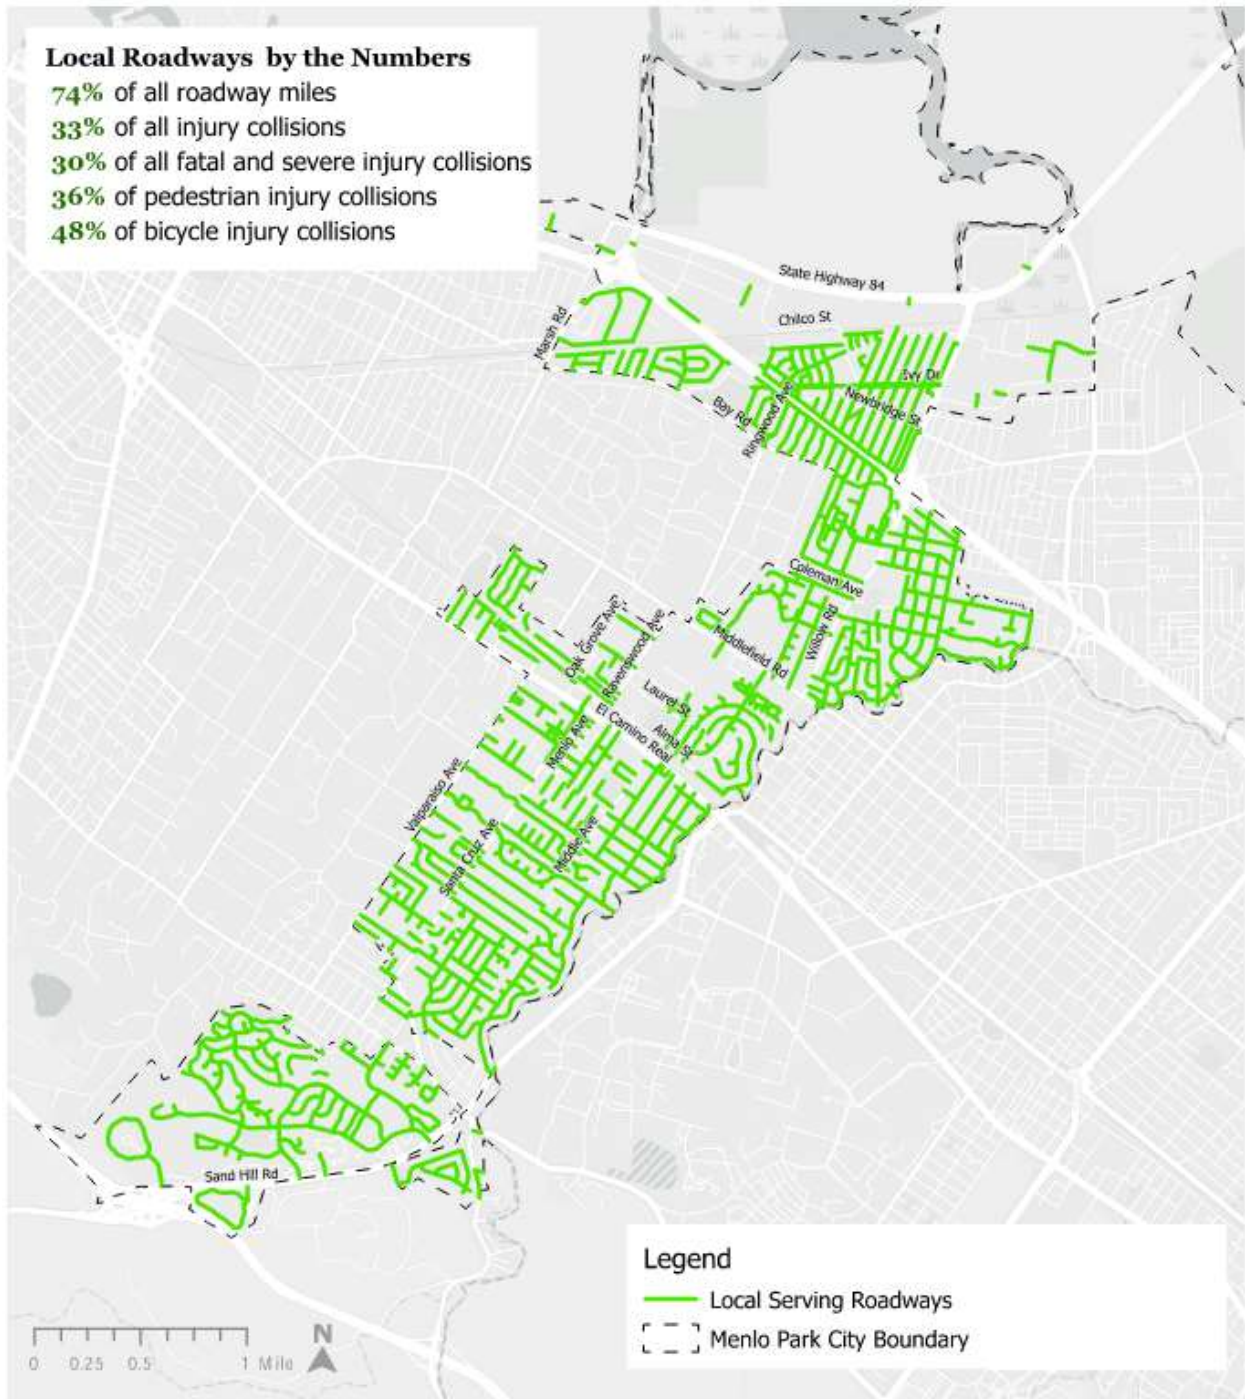 Local Roadways by the Numbers
74% of all roadway miles
33% of all injury collisions
30% of all fatal and severe injury collisions
36% of pedestrian injury collisions
48% of bicycle injury collisions
State Highway 84
Chilco St
Marsh Rd
Ivy Dr
Newbridge St
Bay Rd
Ringwood Ave
Coleman Ave
Willow Rd
Middlefield Rd
Oak Grove Ave
Ravenswood Ave
Laurel St
Alma St
El Camino Real
Menlo Ave
Valparaiso Ave
Santa Cruz Ave
Middle Ave
Sand Hill Rd
Legend
Local Serving Roadways
Menlo Park City Boundary
N
0 0.25 0.5 1 Mile